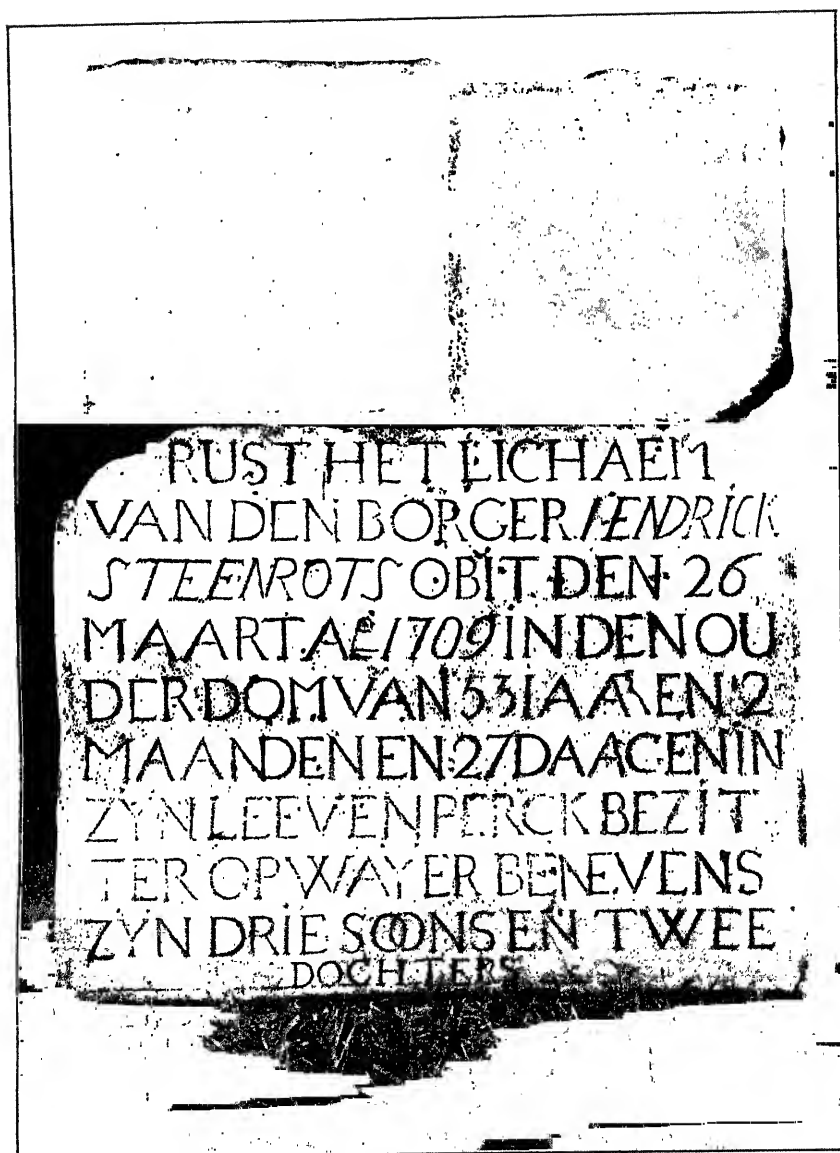 RUST HET LICHAEM
VAN DEN BORGER HENDRICK
STEENROTS OBIT DEN 26
MAART. Aº 1709 IN DEN OU
DERDOM VAN 53 IAAREN 2
MAANDEN EN 27 DAAGEN IN
ZYN LEEVEN PERCK BEZIT
TER OP WAYER BENEVENS
ZYN DRIE SOONS EN TWEE
DOCHTERS